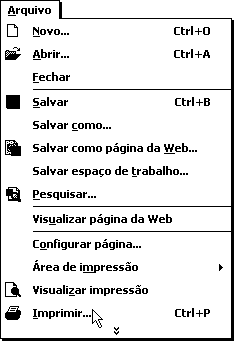 Arquivo
Novo... Ctrl+O
Abrir... Ctrl+A
Fechar
Salvar Ctrl+B
Salvar como...
Salvar como página da Web...
Salvar espaço de trabalho...
Pesquisar...
Visualizar página da Web
Configurar página...
Área de impressão
Visualizar impressão
Imprimir... Ctrl+P